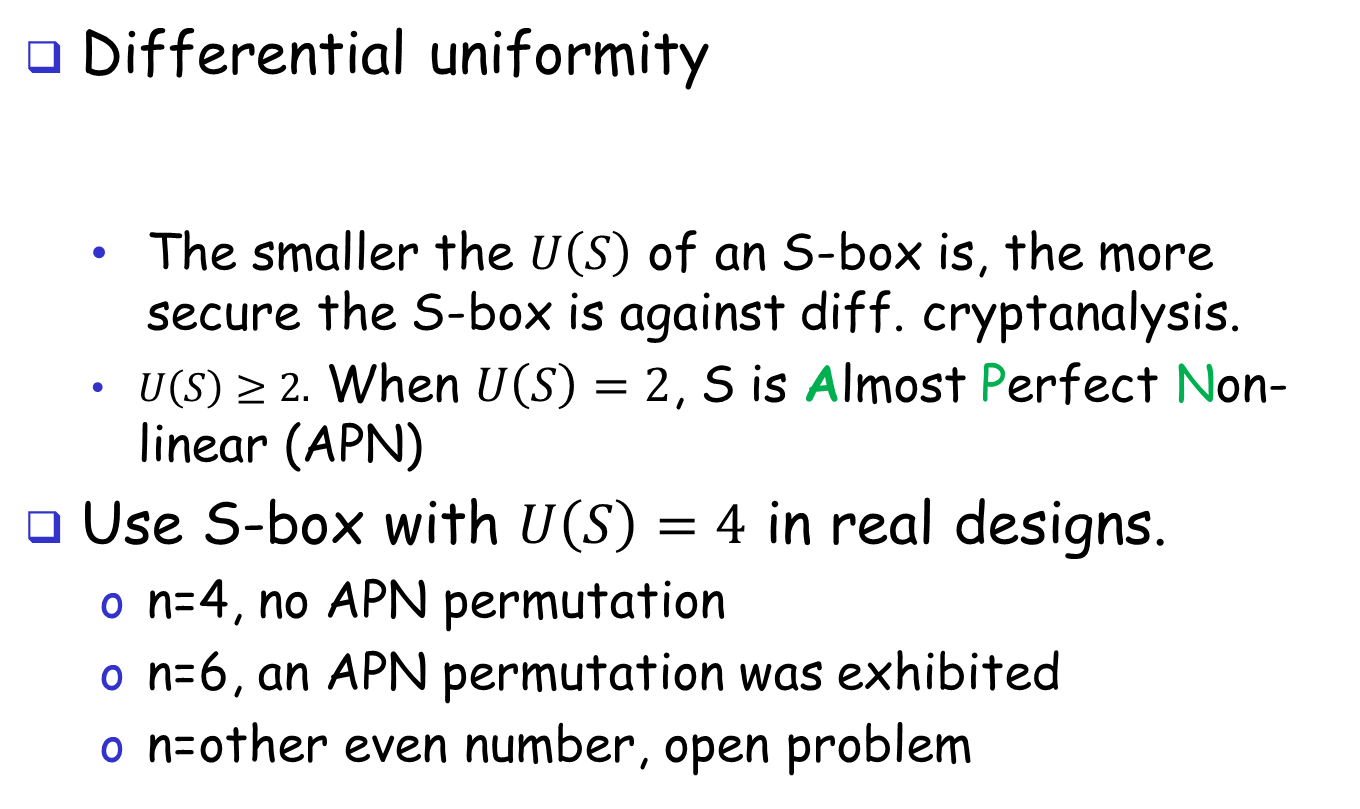 Differential uniformity
The smaller the U(S) of an S-box is, the more
secure the S-box is against diff. cryptanalysis.
U(S) ≥ 2. When U(S) = 2, S is Almost Perfect Non-
linear (APN)
Use S-box with U(S) = 4 in real designs.
n=4, no APN permutation
n=6, an APN permutation was exhibited
n=other even number, open problem